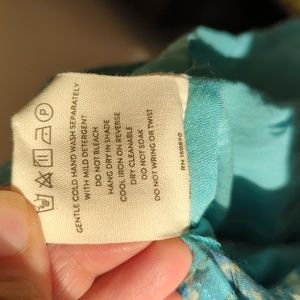 GENTLE COLD HAND WASH SEPARATELY
WITH MILD DETERGENT
DO NOT BLEACH
HANG DRY IN SHADE
COOL IRON ON REVERSE
DRY CLEANABLE
DO NOT SOAK
DO NOT WRING OR TWIST